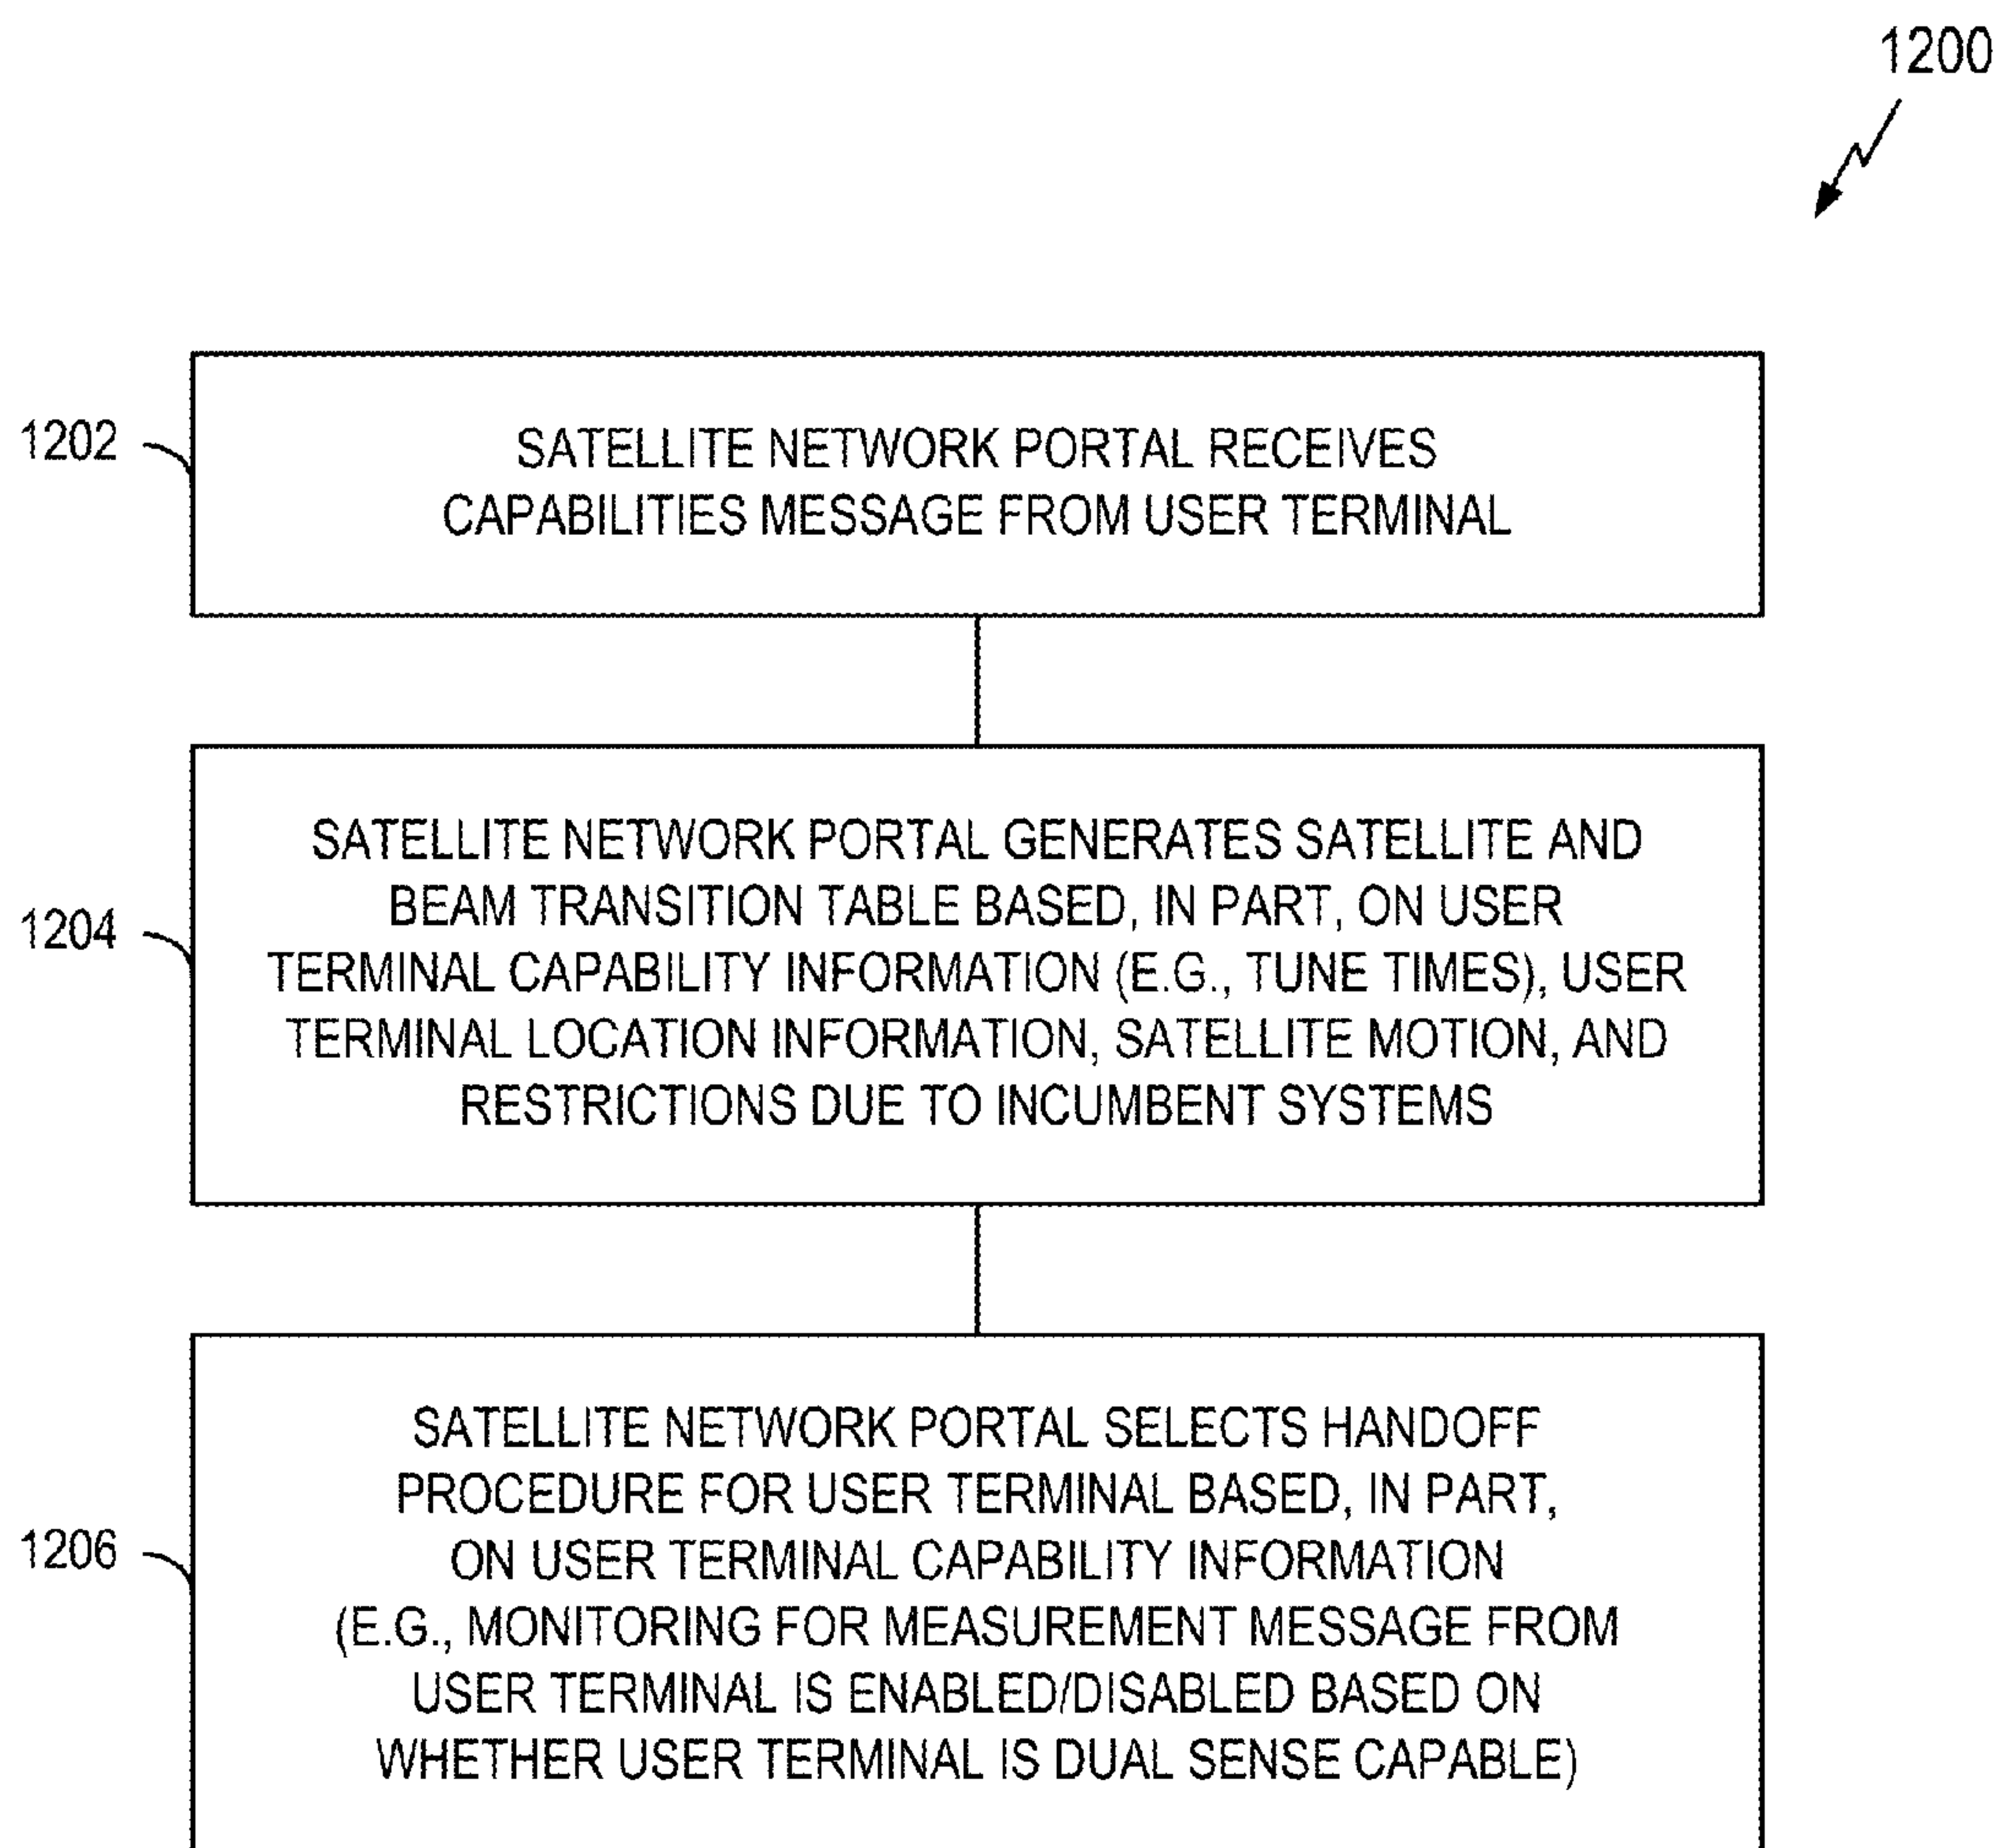 1200
1202
SATELLITE NETWORK PORTAL RECEIVES
CAPABILITIES MESSAGE FROM USER TERMINAL
1204
SATELLITE NETWORK PORTAL GENERATES SATELLITE AND
BEAM TRANSITION TABLE BASED, IN PART, ON USER
TERMINAL CAPABILITY INFORMATION (E.G., TUNE TIMES), USER
TERMINAL LOCATION INFORMATION, SATELLITE MOTION, AND
RESTRICTIONS DUE TO INCUMBENT SYSTEMS
1206
SATELLITE NETWORK PORTAL SELECTS HANDOFF
PROCEDURE FOR USER TERMINAL BASED, IN PART,
ON USER TERMINAL CAPABILITY INFORMATION
(E.G., MONITORING FOR MEASUREMENT MESSAGE FROM
USER TERMINAL IS ENABLED/DISABLED BASED ON
WHETHER USER TERMINAL IS DUAL SENSE CAPABLE)